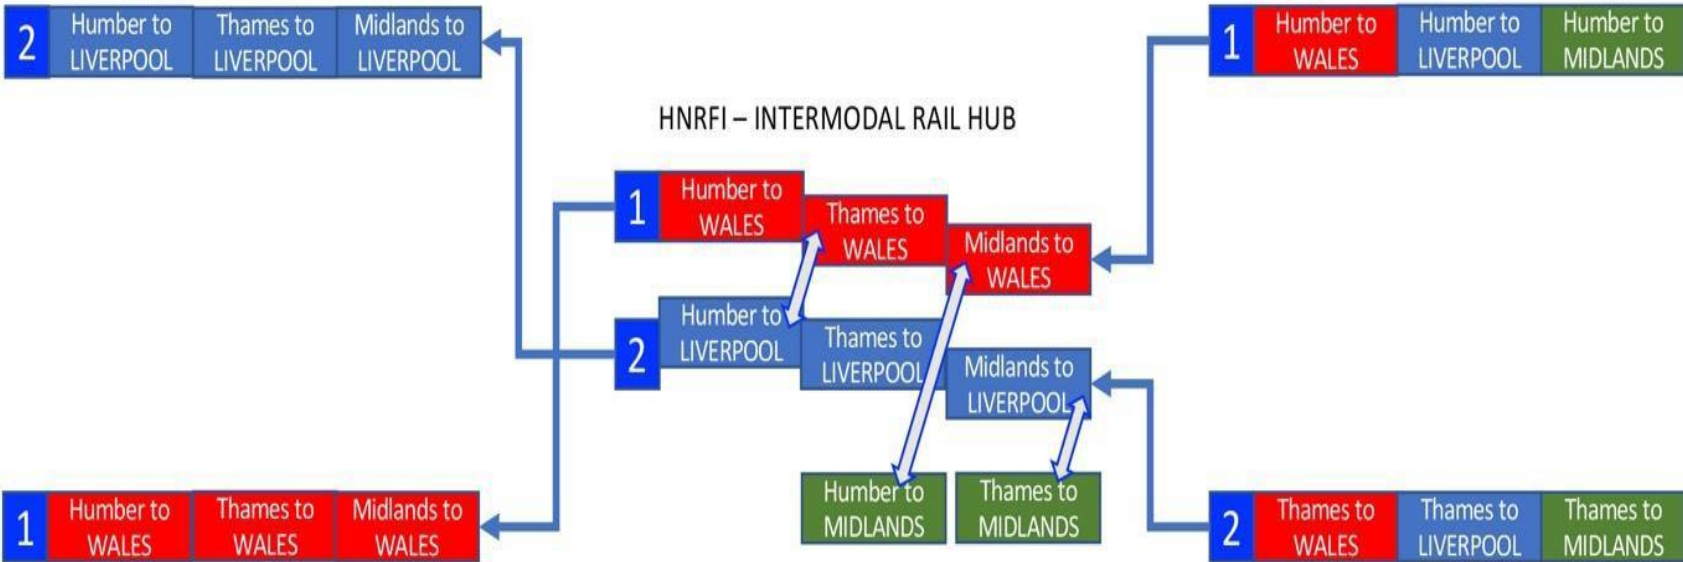 2
Humber to
LIVERPOOL
Thames to
LIVERPOOL
Midlands to
LIVERPOOL
1
Humber to
WALES
Humber to
LIVERPOOL
Humber to
MIDLANDS
HNRFI – INTERMODAL RAIL HUB
1
Humber to
WALES
Thames to
WALES
Midlands to
WALES
2
Humber to
LIVERPOOL
Thames to
LIVERPOOL
Midlands to
LIVERPOOL
Humber to
MIDLANDS
Thames to
MIDLANDS
1
Humber to
WALES
Thames to
WALES
Midlands to
WALES
2
Thames to
WALES
Thames to
LIVERPOOL
Thames to
MIDLANDS